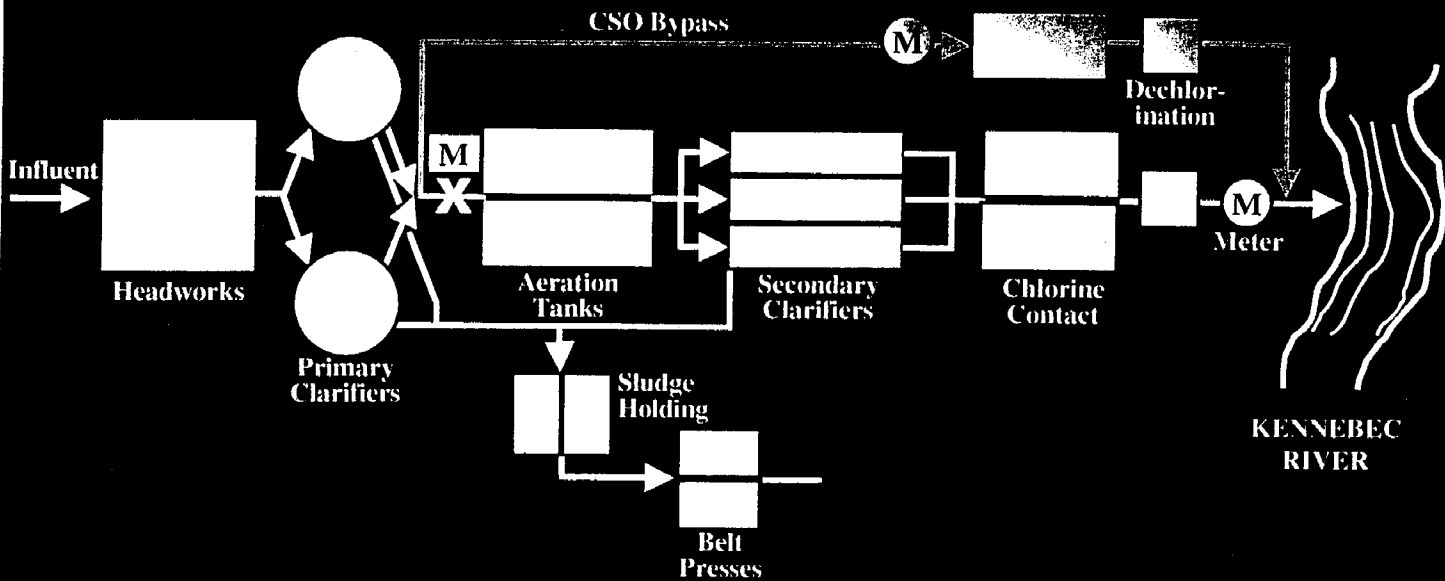 CSO Bypass
M
Dechlor-
ination
Influent
M
X
M
Meter
Headworks
Aeration
Tanks
Secondary
Clarifiers
Chlorine
Contact
Primary
Clarifiers
Sludge
Holding
KENNEBEC
RIVER
Belt
Presses